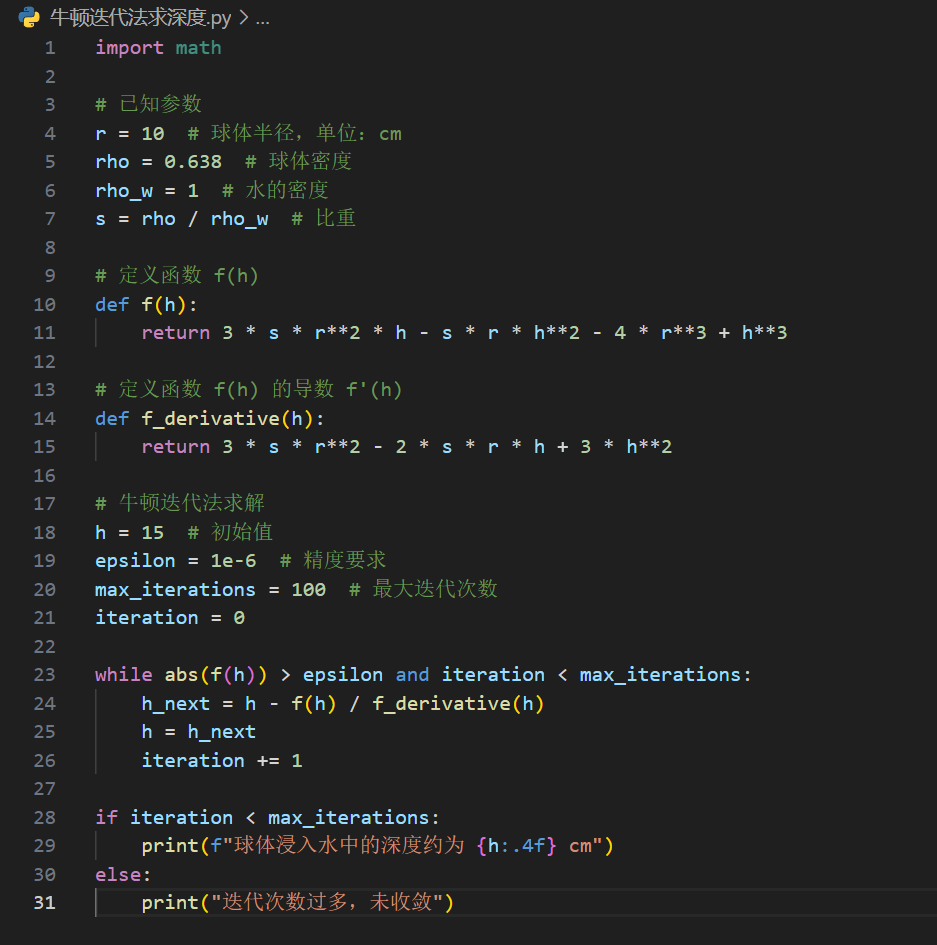 牛顿迭代法求深度.py > ...
1 import math
2
3 # 已知参数
4 r = 10  # 球体半径，单位：cm
5 rho = 0.638  # 球体密度
6 rho_w = 1  # 水的密度
7 s = rho / rho_w  # 比重
8
9 # 定义函数 f(h)
10 def f(h):
11     return 3 * s * r**2 * h - s * r * h**2 - 4 * r**3 + h**3
12
13 # 定义函数 f(h) 的导数 f'(h)
14 def f_derivative(h):
15     return 3 * s * r**2 - 2 * s * r * h + 3 * h**2
16
17 # 牛顿迭代法求解
18 h = 15  # 初始值
19 epsilon = 1e-6  # 精度要求
20 max_iterations = 100  # 最大迭代次数
21 iteration = 0
22
23 while abs(f(h)) > epsilon and iteration < max_iterations:
24     h_next = h - f(h) / f_derivative(h)
25     h = h_next
26     iteration += 1
27
28 if iteration < max_iterations:
29     print(f"球体浸入水中的深度约为 {h:.4f} cm")
30 else:
31     print("迭代次数过多，未收敛")